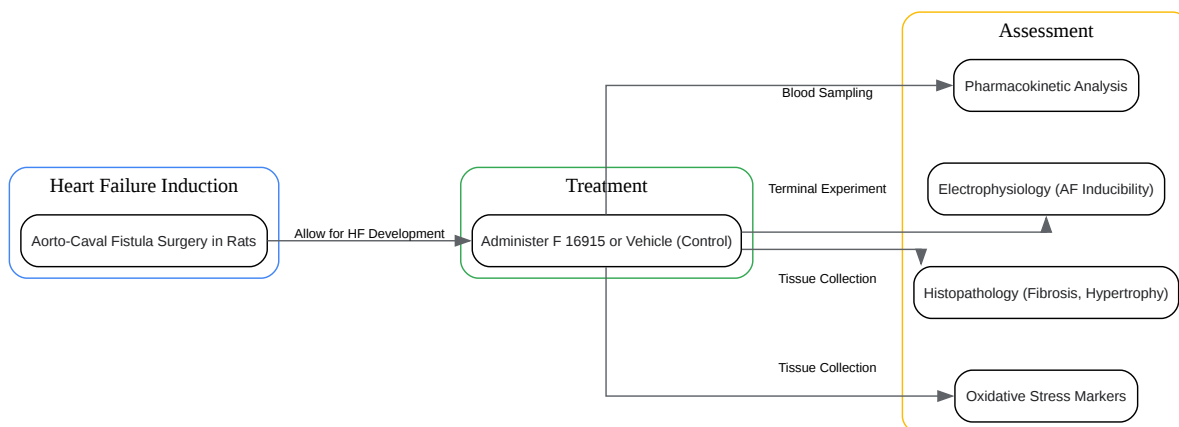 Assessment
Pharmacokinetic Analysis
Blood Sampling
Heart Failure Induction
Treatment
Terminal Experiment
Electrophysiology (AF Inducibility)
Aorto-Caval Fistula Surgery in Rats
Allow for HF Development
Administer F 16915 or Vehicle (Control)
Tissue Collection
Histopathology (Fibrosis, Hypertrophy)
Tissue Collection
Oxidative Stress Markers